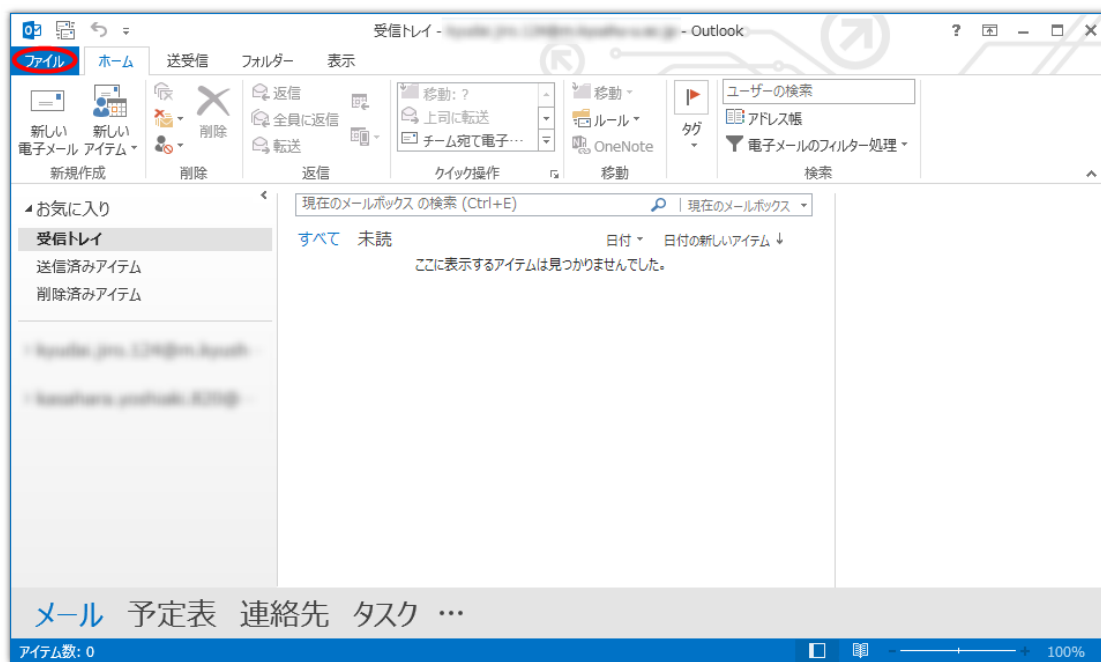 受信トレイ - - Outlook
ファイル ホーム 送受信 フォルダー 表示
新しい
電子メール
新しい
アイテム
新規作成
削除
削除
返信
全員に返信
転送
返信
移動: ?
上司に転送
チーム宛て電子…
クイック操作
移動
ルール
OneNote
移動
タグ
ユーザーの検索
アドレス帳
電子メールのフィルター処理
検索
お気に入り
受信トレイ
送信済みアイテム
削除済みアイテム
現在のメールボックス の検索 (Ctrl+E) 現在のメールボックス
すべて 未読 日付 日付の新しいアイテム ↓
ここに表示するアイテムは見つかりませんでした。
メール 予定表 連絡先 タスク …
アイテム数: 0 100%